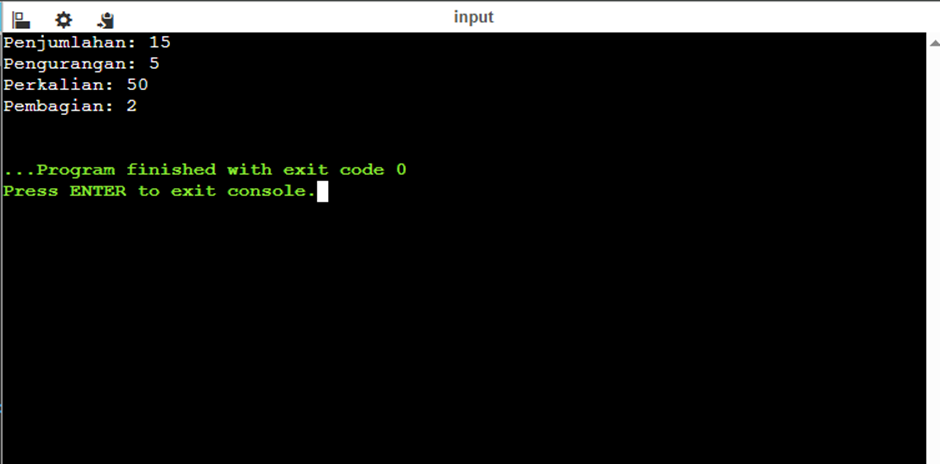 input
Penjumlahan: 15
Pengurangan: 5
Perkalian: 50
Pembagian: 2
...Program finished with exit code 0
Press ENTER to exit console.